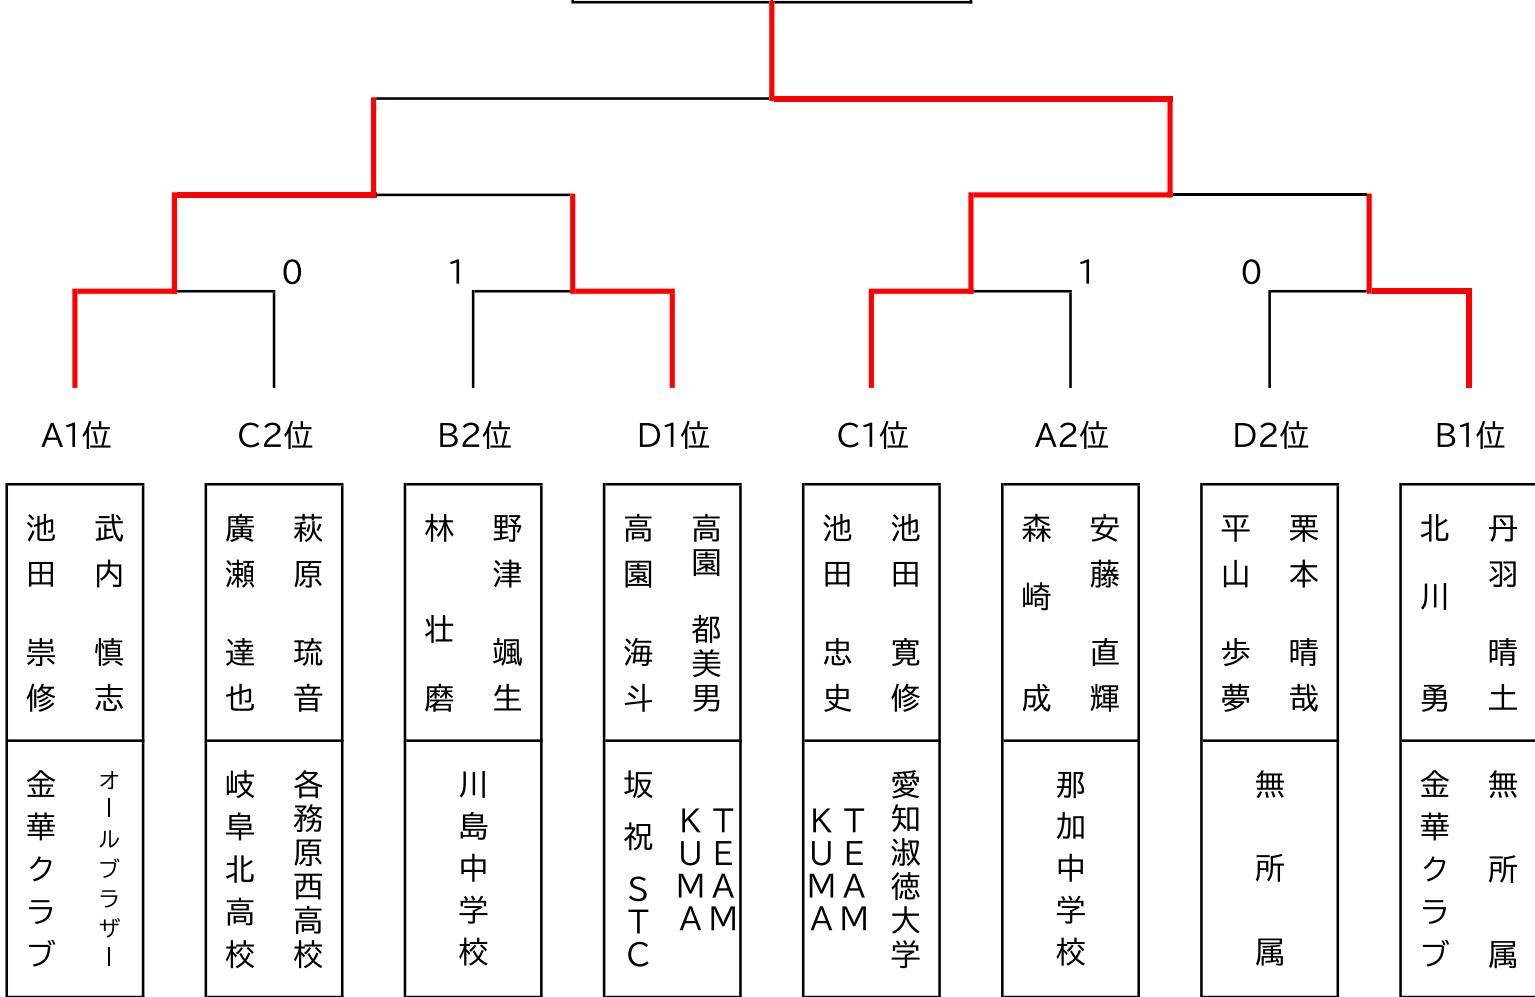 0
1
1
0
A1位
C2位
B2位
D1位
C1位
A2位
D2位
B1位
武内 慎志
池田 崇修
萩原 琉音
廣瀬 達也
野津 颯生
林 壮磨
高園 都美男
高園 海斗
池田 寛修
池田 忠史
安藤 直輝
森崎 成
栗本 晴哉
平山 歩夢
丹羽 晴土
北川 勇
オールブラザー
金華クラブ
各務原西高校
岐阜北高校
川島中学校
TEAM
KUMA
坂祝STC
愛知淑徳大学
TEAM
KUMA
那加中学校
無所属
無所属
金華クラブ